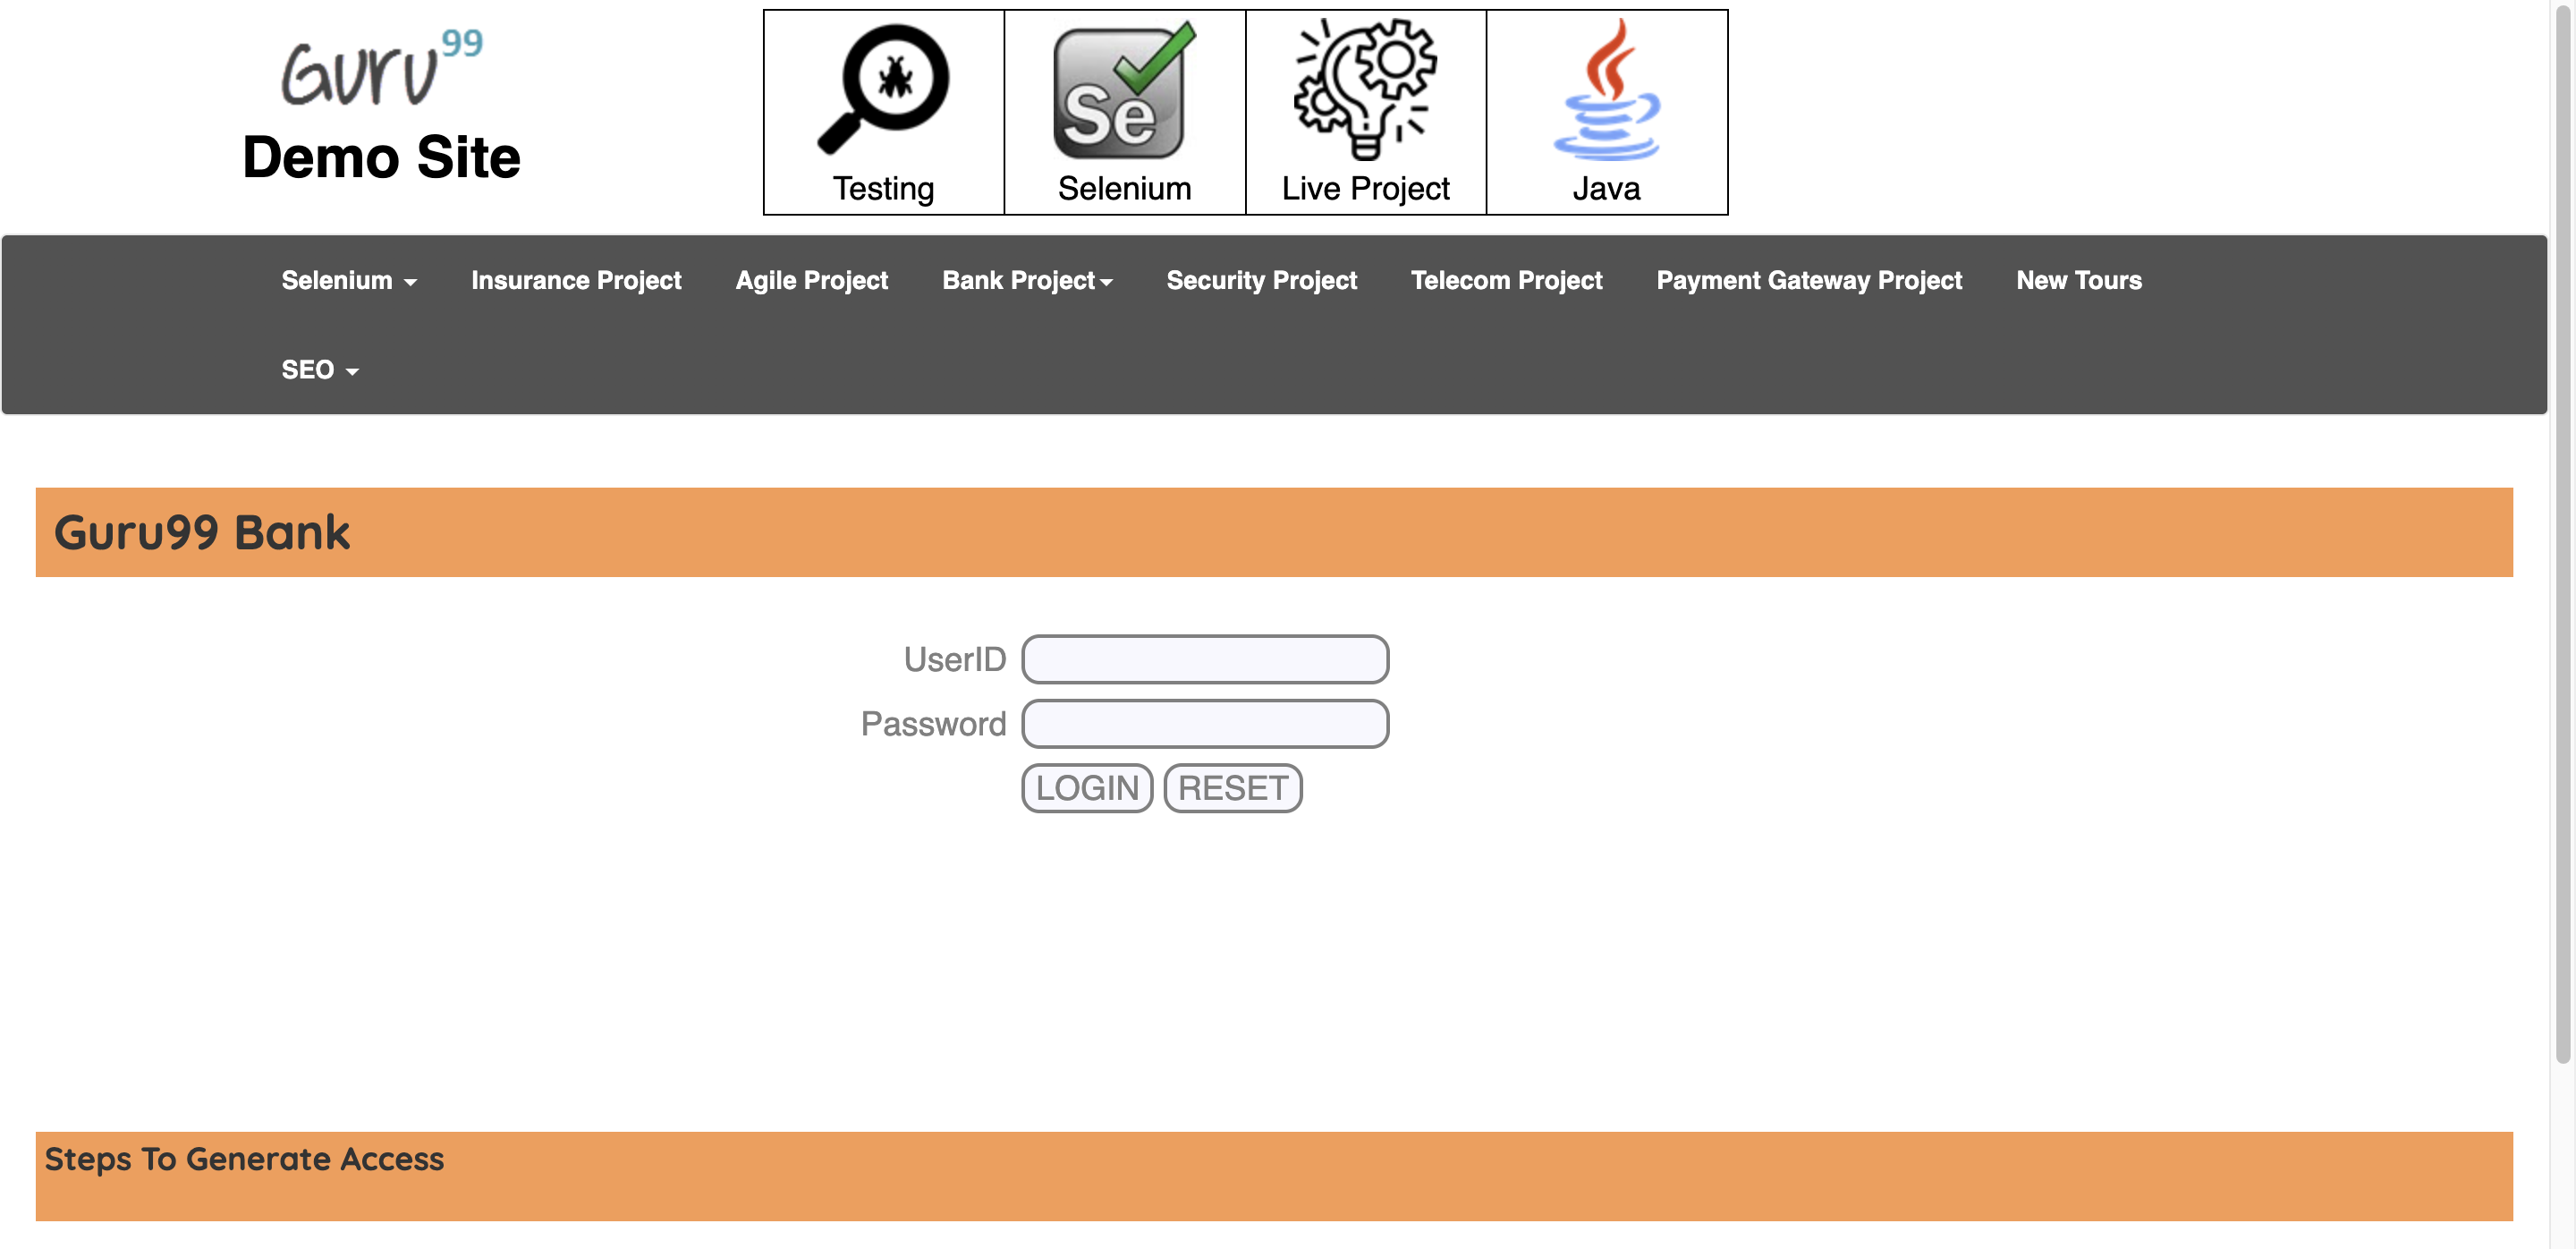 Guru99
Demo Site
Se
Testing
Selenium
Live Project
Java
Selenium
Insurance Project
Agile Project
Bank Project
Security Project
Telecom Project
Payment Gateway Project
New Tours
SEO
Guru99 Bank
UserID
Password
LOGIN
RESET
Steps To Generate Access